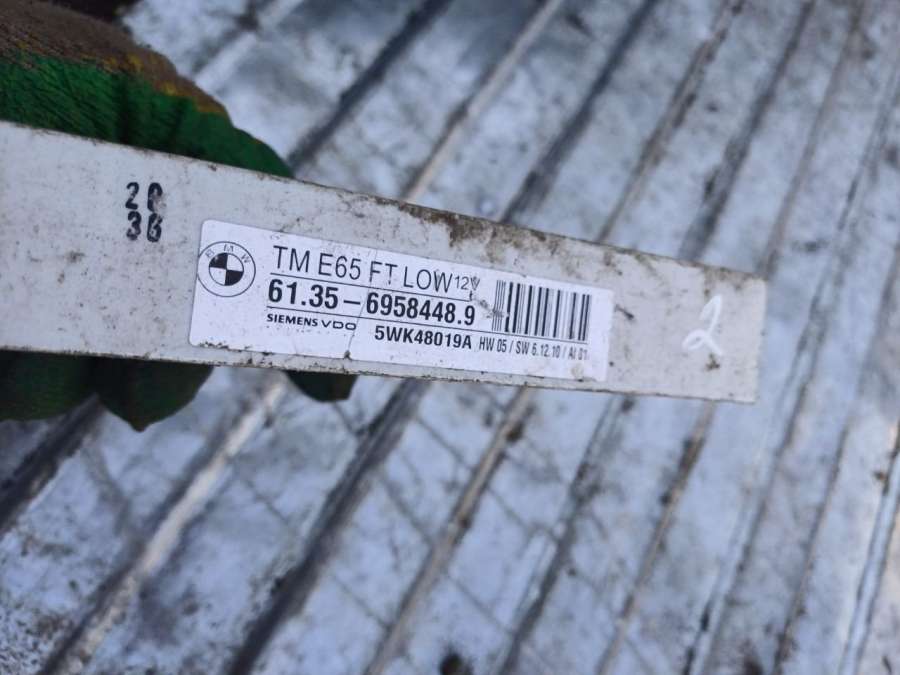 20
36
BMW
TM E65 FT LOW 12V
61.35 – 6958448.9
SIEMENS VDO
5WK48019A HW 05 / SW 6.12.10 / AI 01
2